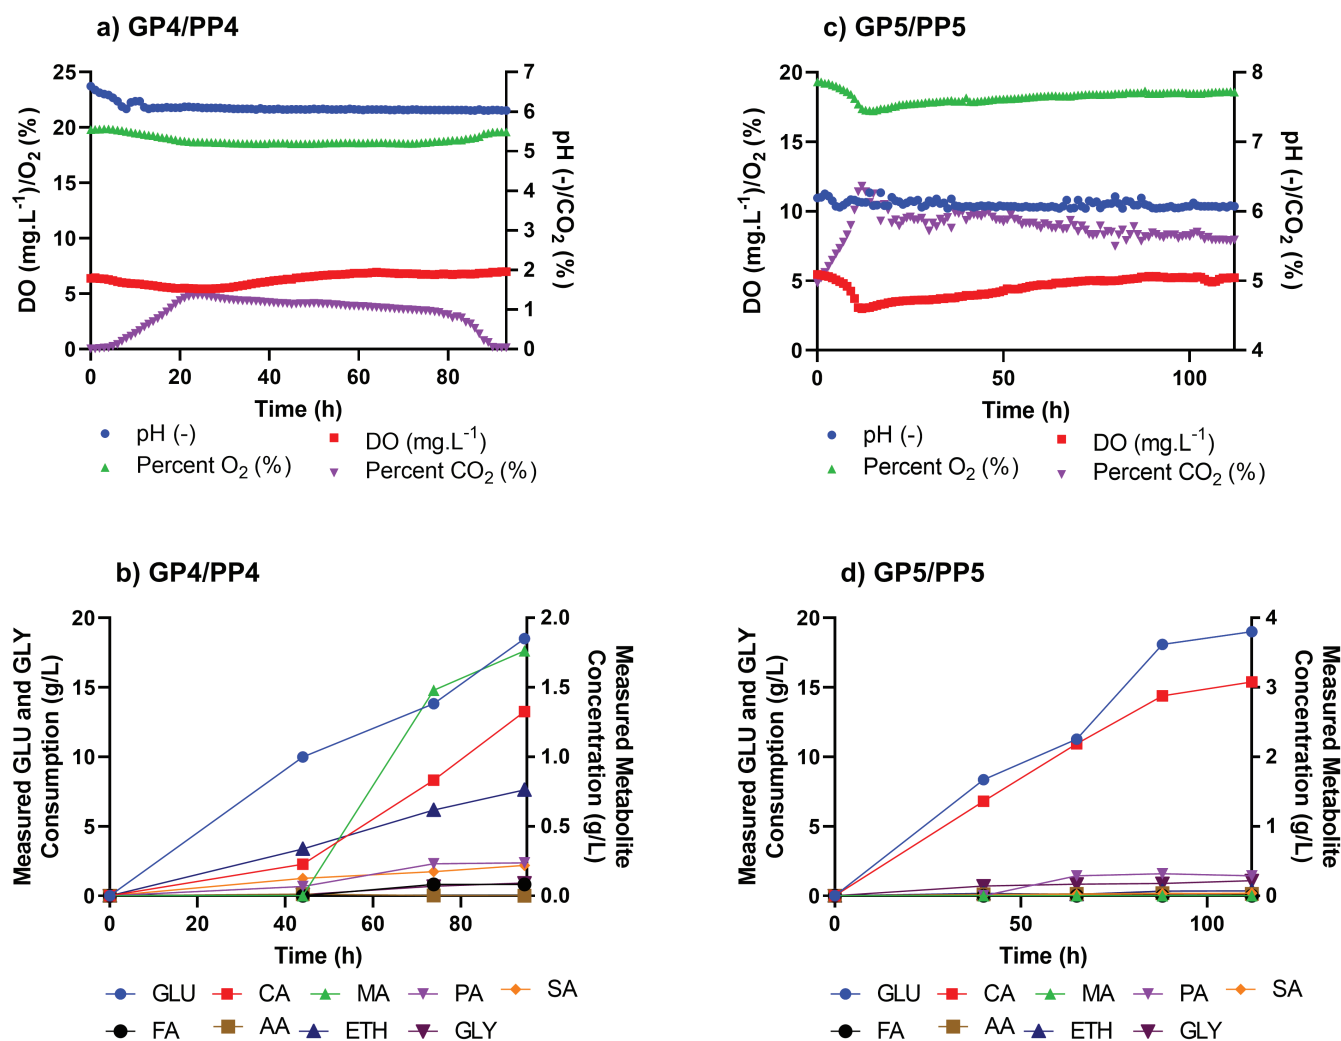 a) GP4/PP4
25
20
15
10
5
0
DO (mg.L⁻¹)/O₂ (%)
7
6
5
4
3
2
1
0
pH (-)/CO₂ (%)
0 20 40 60 80
Time (h)
pH (-)
DO (mg.L⁻¹)
Percent O₂ (%)
Percent CO₂ (%)
c) GP5/PP5
20
15
10
5
0
DO (mg.L⁻¹)/O₂ (%)
8
7
6
5
4
pH (-)/CO₂ (%)
0 50 100
Time (h)
pH (-)
DO (mg.L⁻¹)
Percent O₂ (%)
Percent CO₂ (%)
b) GP4/PP4
20
15
10
5
0
Measured GLU and GLY
Consumption (g/L)
2.0
1.5
1.0
0.5
0.0
Measured Metabolite
Concentration (g/L)
0 20 40 60 80
Time (h)
GLU CA MA PA SA
FA AA ETH GLY
d) GP5/PP5
20
15
10
5
0
Measured GLU and GLY
Consumption (g/L)
4
3
2
1
0
Measured Metabolite
Concentration (g/L)
0 50 100
Time (h)
GLU CA MA PA SA
FA AA ETH GLY